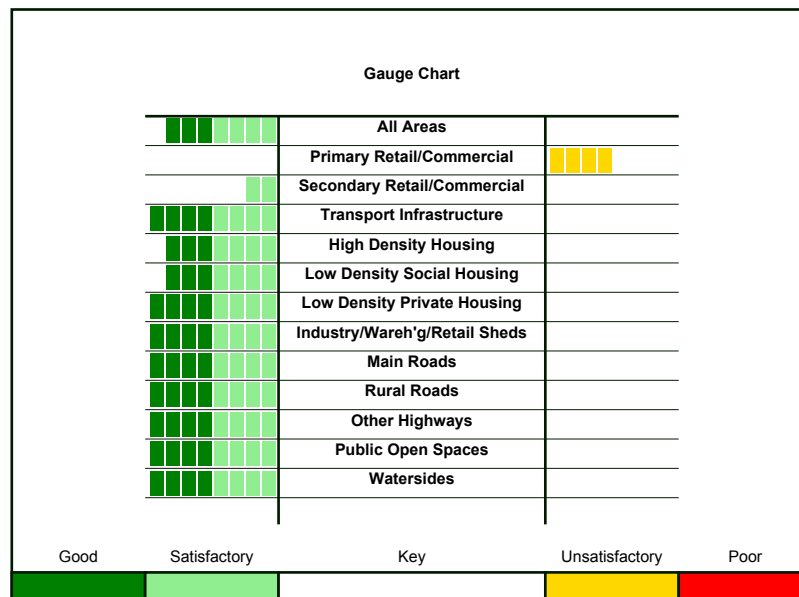 Gauge Chart
All Areas
Primary Retail/Commercial
Secondary Retail/Commercial
Transport Infrastructure
High Density Housing
Low Density Social Housing
Low Density Private Housing
Industry/Wareh'g/Retail Sheds
Main Roads
Rural Roads
Other Highways
Public Open Spaces
Watersides
Good Satisfactory Key Unsatisfactory Poor